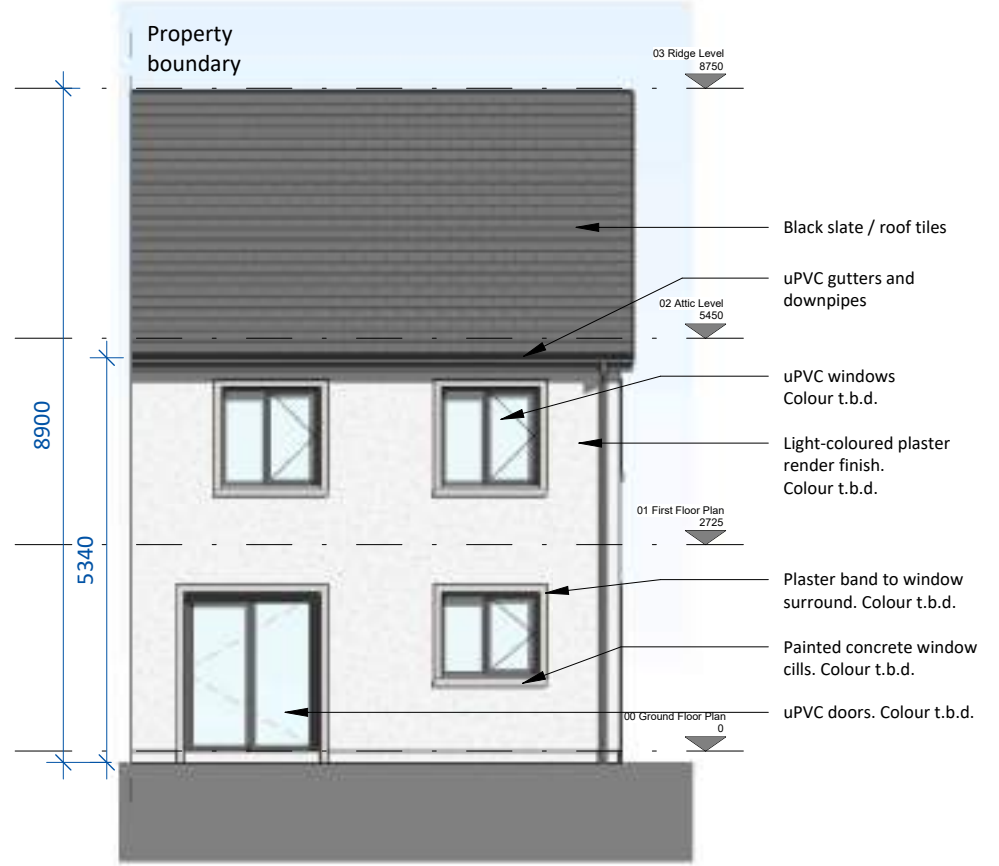 Property
boundary
03 Ridge Level
8750
Black slate / roof tiles
uPVC gutters and
downpipes
02 Attic Level
5450
uPVC windows
Colour t.b.d.
8900
Light-coloured plaster
render finish.
Colour t.b.d.
01 First Floor Plan
2725
5340
Plaster band to window
surround. Colour t.b.d.
Painted concrete window
cills. Colour t.b.d.
uPVC doors. Colour t.b.d.
00 Ground Floor Plan
0